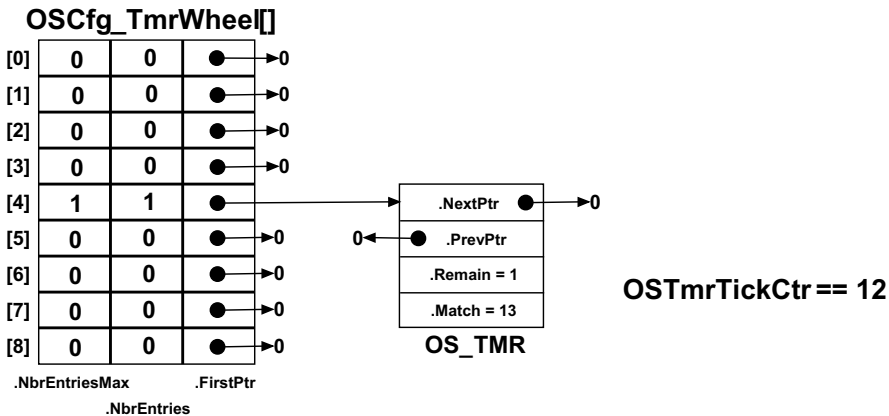 OSCfg_TmrWheel[]
[0] 0 0 0
[1] 0 0 0
[2] 0 0 0
[3] 0 0 0
[4] 1 1 .NextPtr 0
[5] 0 0 0 0 .PrevPtr
[6] 0 0 0 .Remain = 1
OSTmrTickCtr == 12
[7] 0 0 0 .Match = 13
[8] 0 0 0 OS_TMR
.NbrEntriesMax .FirstPtr
.NbrEntries